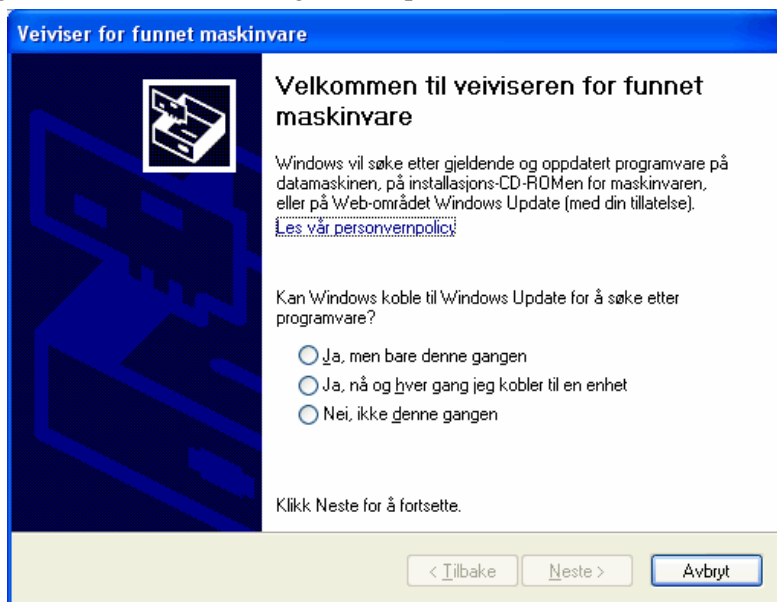 Veiviser for funnet maskinvare
Velkommen til veiviseren for funnet
maskinvare
Windows vil søke etter gjeldende og oppdatert programvare på
datamaskinen, på installasjons-CD-ROMen for maskinvaren,
eller på Web-området Windows Update (med din tillatelse).
Les vår personvernpolicy
Kan Windows koble til Windows Update for å søke etter
programvare?
Ja, men bare denne gangen
Ja, nå og hver gang jeg kobler til en enhet
Nei, ikke denne gangen
Klikk Neste for å fortsette.
< Tilbake
Neste >
Avbryt